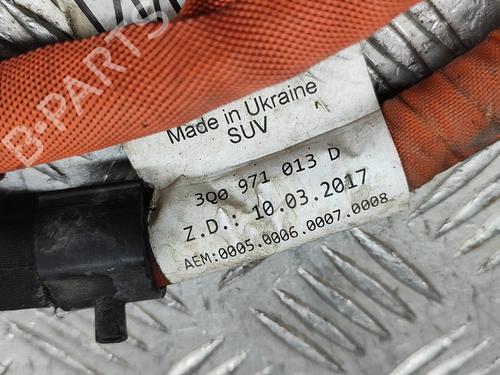 B-PARTS
Made in Ukraine
SUV
3Q0 971 013 D
Z.D.: 10.03.2017
AEM:0005.0006.0007.0008